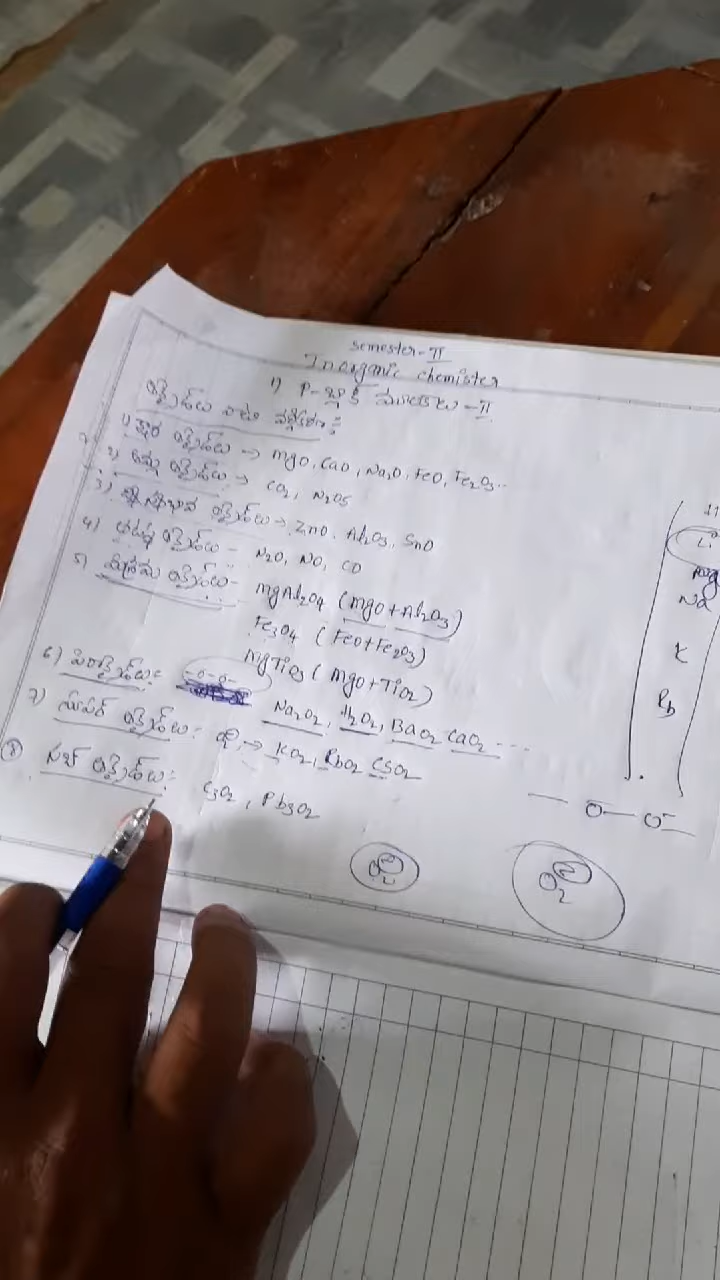 Semester-II
Inorganic chemister
1) P-బ్లాక్ మూలకాలు -II
ఆక్సైడ్‌లు వాటి వర్గీకరణ :
1) క్షార ఆక్సైడ్‌లు → MgO, CaO, Na2O, FeO, Fe2O3..
2) ఆమ్ల ఆక్సైడ్‌లు → CO2, N2O5
3) ఆక్సైడ్‌లు → ZnO, Al2O3, SnO
4) తటస్థ ఆక్సైడ్‌లు - N2O, NO, CO
5) మిశ్రమ ఆక్సైడ్‌లు - MgAl2O4 (MgO+Al2O3)
Fe3O4 (FeO+Fe2O3)
MgTiO3 (MgO+TiO2)
6) పెరాక్సైడ్‌లు: -O-O- Na2O2, H2O2, BaO2 CaO2 ---
7) సూపర్ ఆక్సైడ్‌లు - → KO2, RbO2 CsO2
8) సబ్ ఆక్సైడ్‌లు: C3O2, Pb3O2
Li
Na
K
Rb
— O — O⁻ —
O2
O2